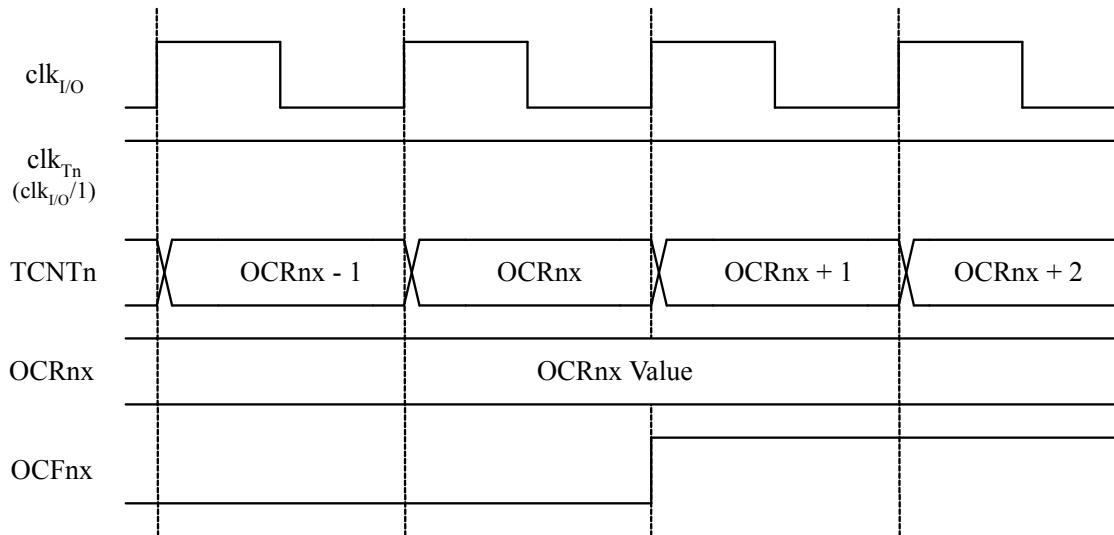 clkI/O
clkTn
(clkI/O/1)
TCNTn
OCRnx - 1
OCRnx
OCRnx + 1
OCRnx + 2
OCRnx
OCRnx Value
OCFnx